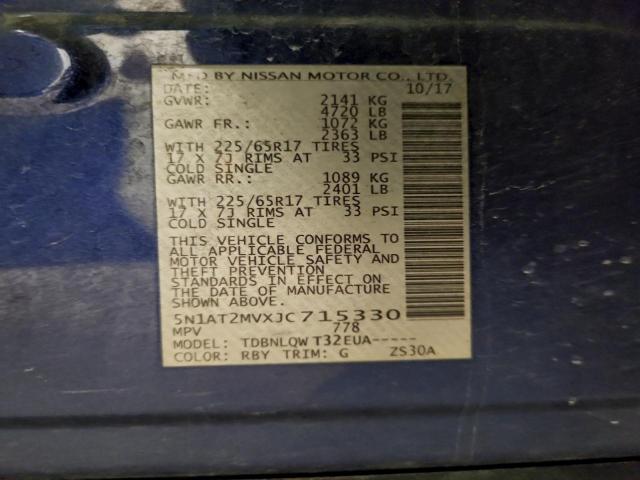 MFD BY NISSAN MOTOR CO., LTD.
DATE: 10/17
GVWR: 2141 KG
4720 LB
GAWR FR.: 1072 KG
2363 LB
WITH 225/65R17 TIRES
17 X 7J RIMS AT 33 PSI
COLD SINGLE
GAWR RR.: 1089 KG
2401 LB
WITH 225/65R17 TIRES
17 X 7J RIMS AT 33 PSI
COLD SINGLE
THIS VEHICLE CONFORMS TO
ALL APPLICABLE FEDERAL
MOTOR VEHICLE SAFETY AND
THEFT PREVENTION
STANDARDS IN EFFECT ON
THE DATE OF MANUFACTURE
SHOWN ABOVE.
5N1AT2MVXJC715330
MPV 778
MODEL: TDBNLQW T32EUA-----
COLOR: RBY TRIM: G ZS30A